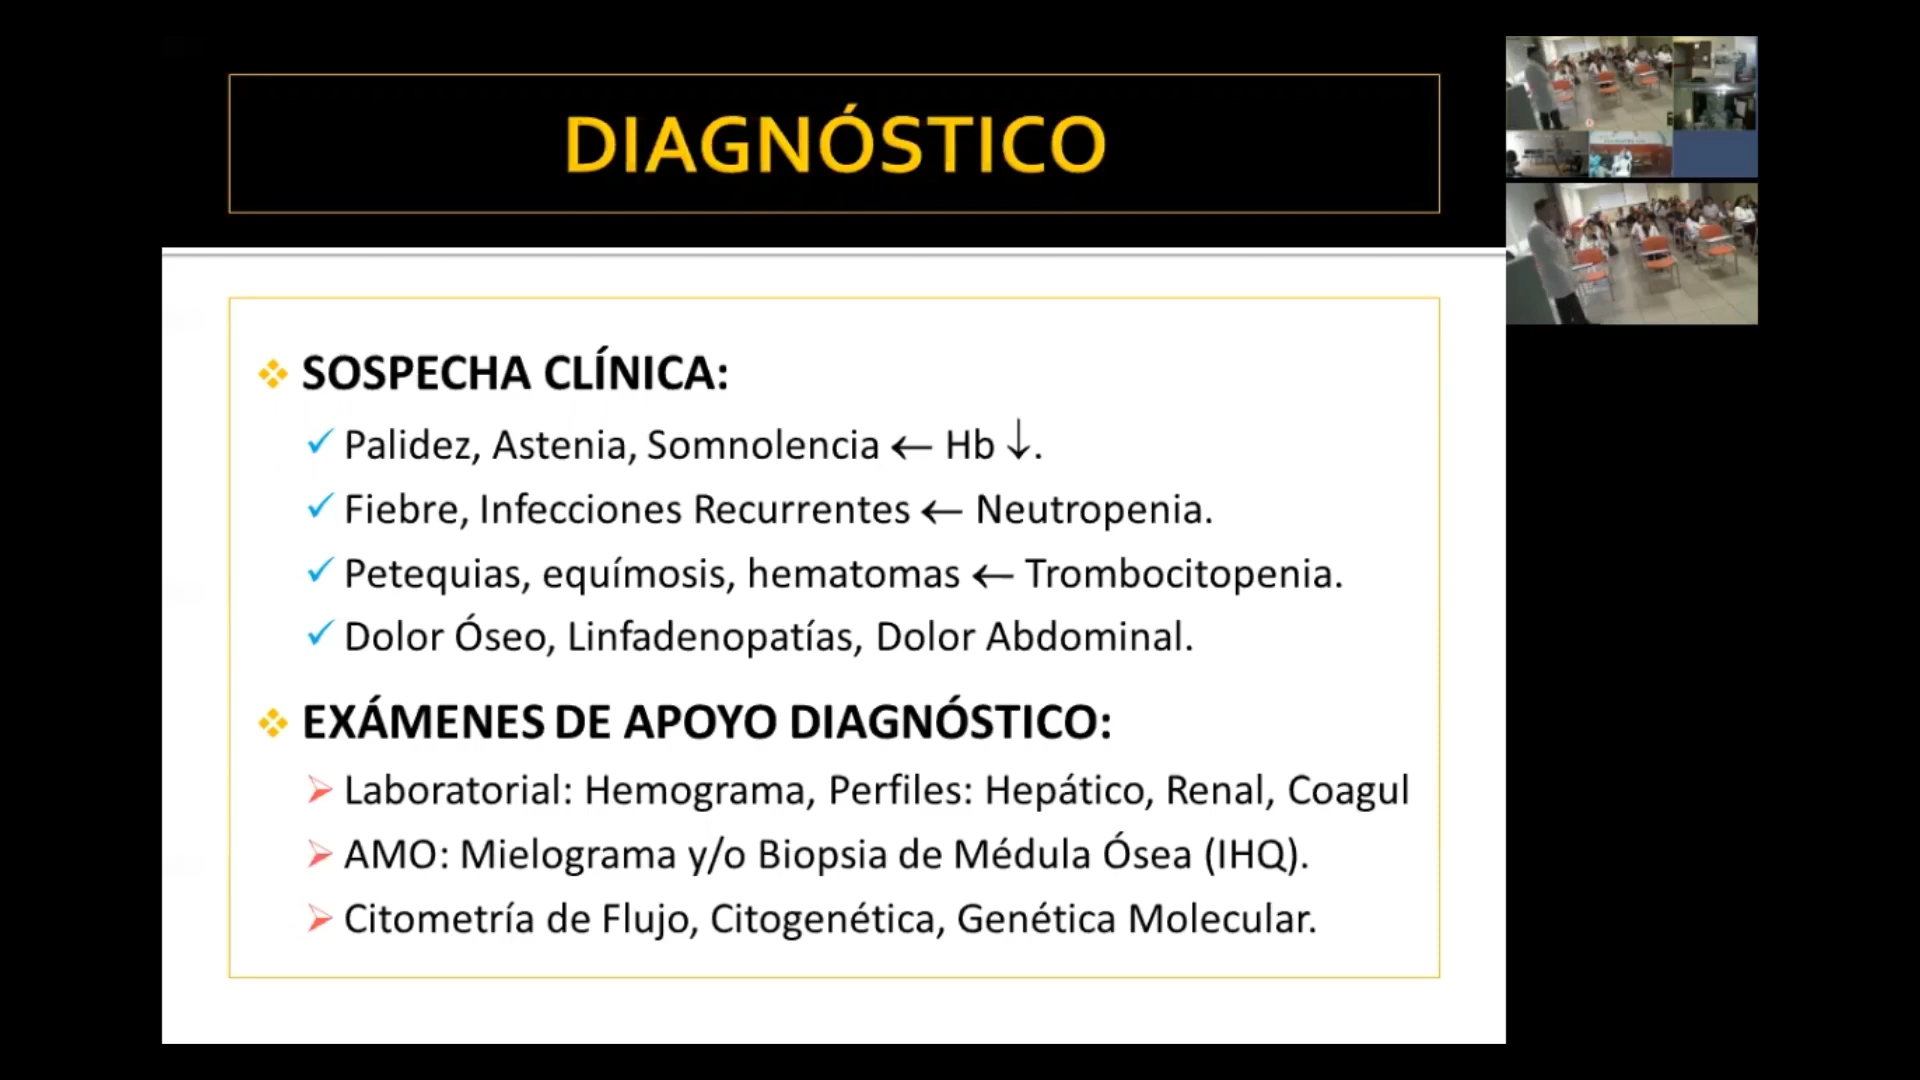 DIAGNÓSTICO
SOSPECHA CLÍNICA:
Palidez, Astenia, Somnolencia ← Hb ↓.
Fiebre, Infecciones Recurrentes ← Neutropenia.
Petequias, equímosis, hematomas ← Trombocitopenia.
Dolor Óseo, Linfadenopatías, Dolor Abdominal.
EXÁMENES DE APOYO DIAGNÓSTICO:
Laboratorial: Hemograma, Perfiles: Hepático, Renal, Coagul
AMO: Mielograma y/o Biopsia de Médula Ósea (IHQ).
Citometría de Flujo, Citogenética, Genética Molecular.